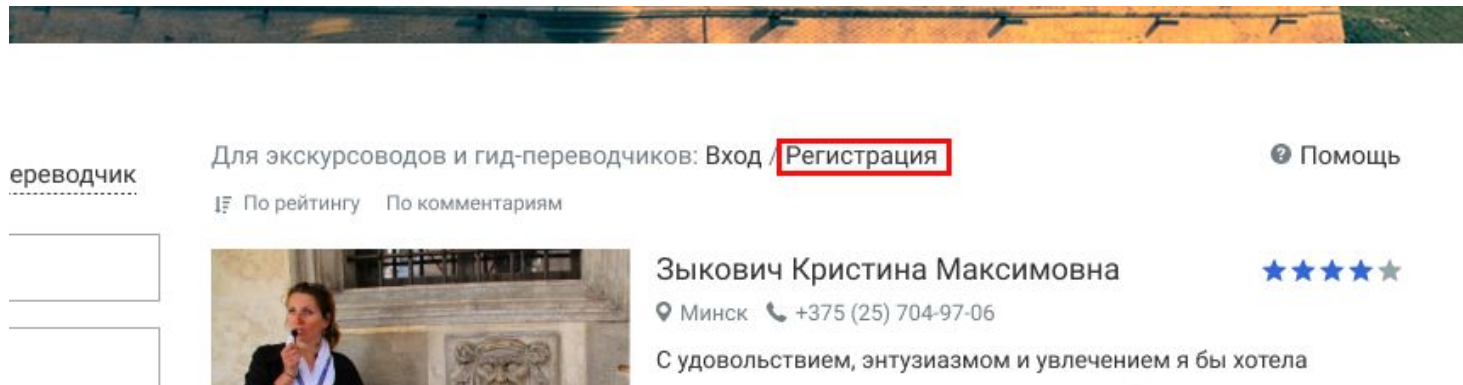 Для экскурсоводов и гид-переводчиков: Вход / Регистрация
Помощь
ереводчик
По рейтингу По комментариям
Зыкович Кристина Максимовна
Минск +375 (25) 704-97-06
С удовольствием, энтузиазмом и увлечением я бы хотела